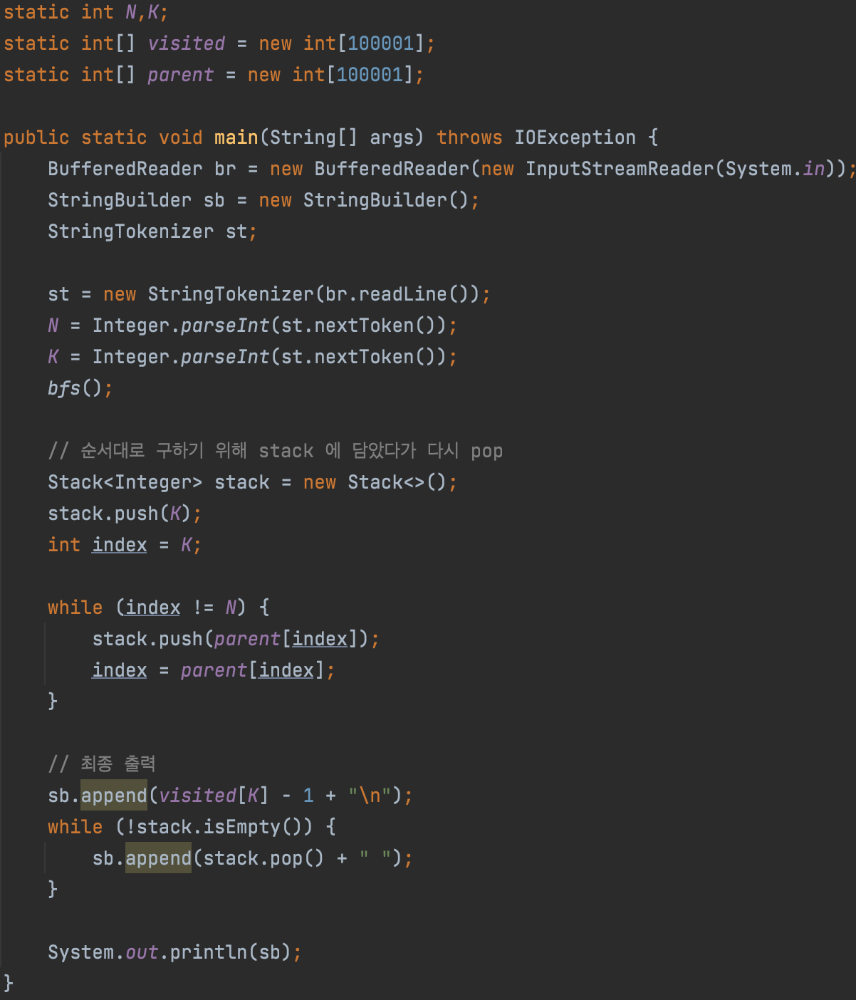 static int N,K;
static int[] visited = new int[100001];
static int[] parent = new int[100001];
public static void main(String[] args) throws IOException {
BufferedReader br = new BufferedReader(new InputStreamReader(System.in));
StringBuilder sb = new StringBuilder();
StringTokenizer st;
st = new StringTokenizer(br.readLine());
N = Integer.parseInt(st.nextToken());
K = Integer.parseInt(st.nextToken());
bfs();
// 순서대로 구하기 위해 stack 에 담았다가 다시 pop
Stack<Integer> stack = new Stack<>();
stack.push(K);
int index = K;
while (index != N) {
stack.push(parent[index]);
index = parent[index];
}
// 최종 출력
sb.append(visited[K] - 1 + "\n");
while (!stack.isEmpty()) {
sb.append(stack.pop() + " ");
}
System.out.println(sb);
}